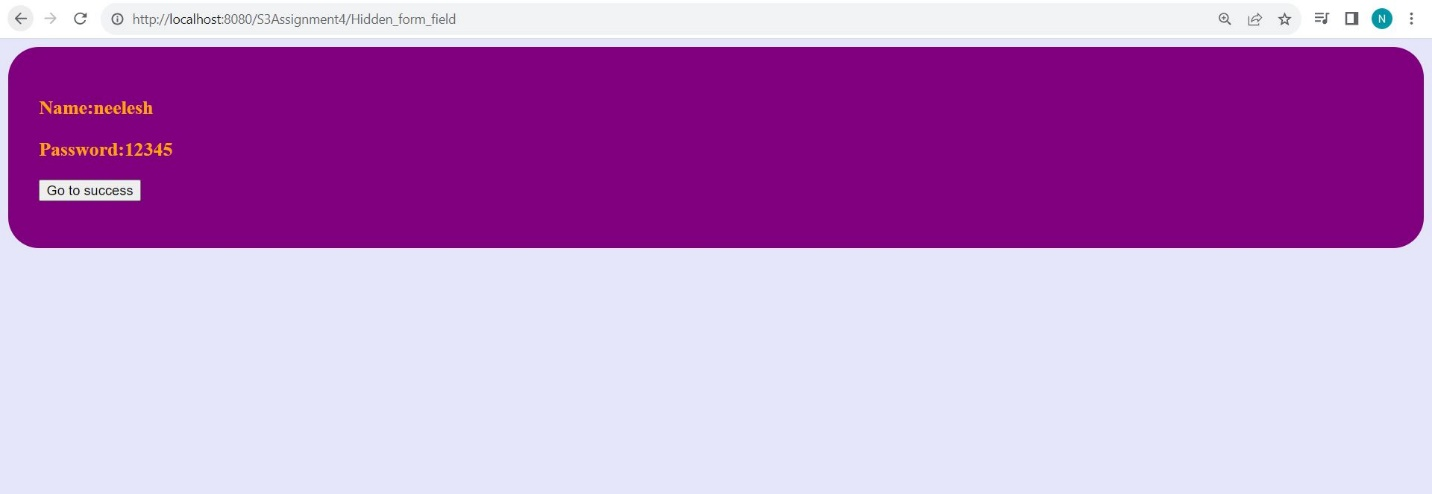 http://localhost:8080/S3Assignment4/Hidden_form_field
N
Name:neelesh
Password:12345
Go to success